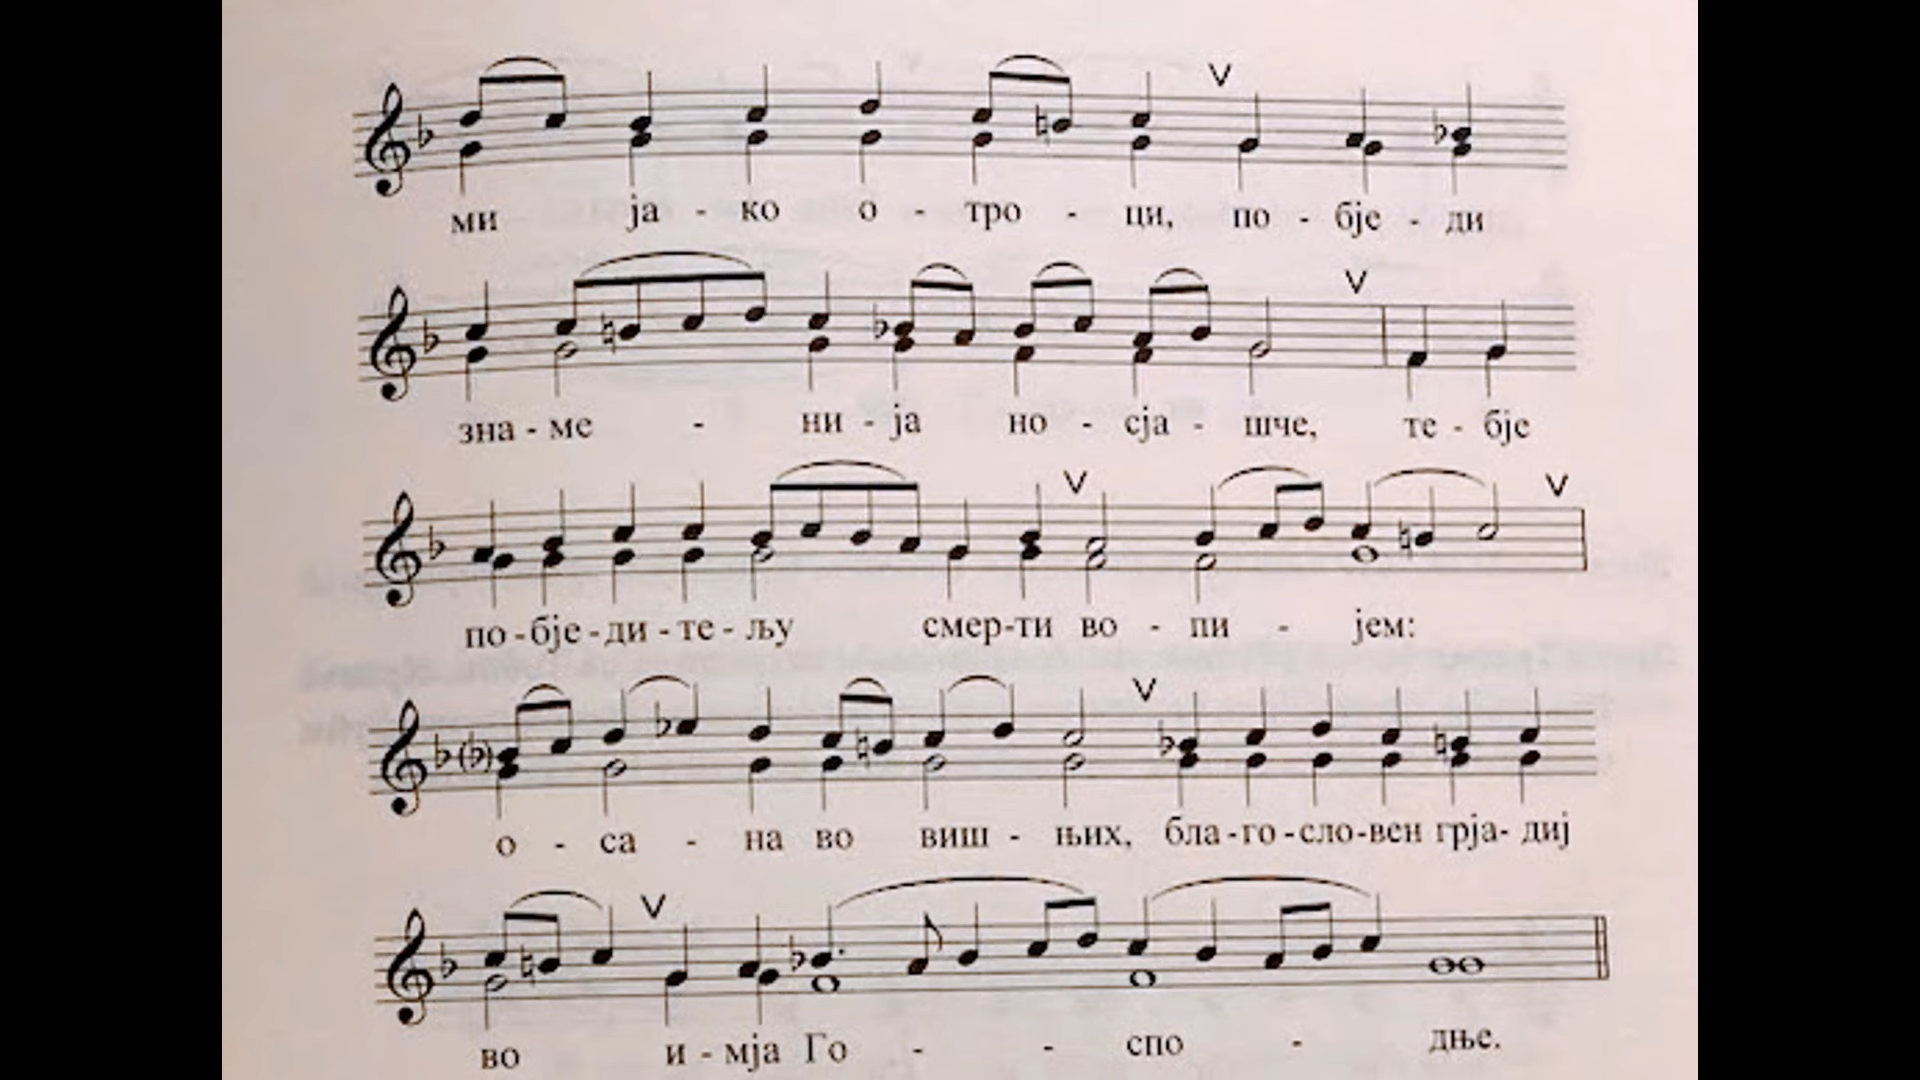 ми ја - ко о - тро - ци, по - бје - ди
зна - ме - ни - ја но - сја - шче, те - бје
по - бје - ди - те - љу смер-ти во - пи - јем:
о - са - на во виш - њих, бла - го - сло - вен грја - диј
во и - мја Го - - спо - дње.